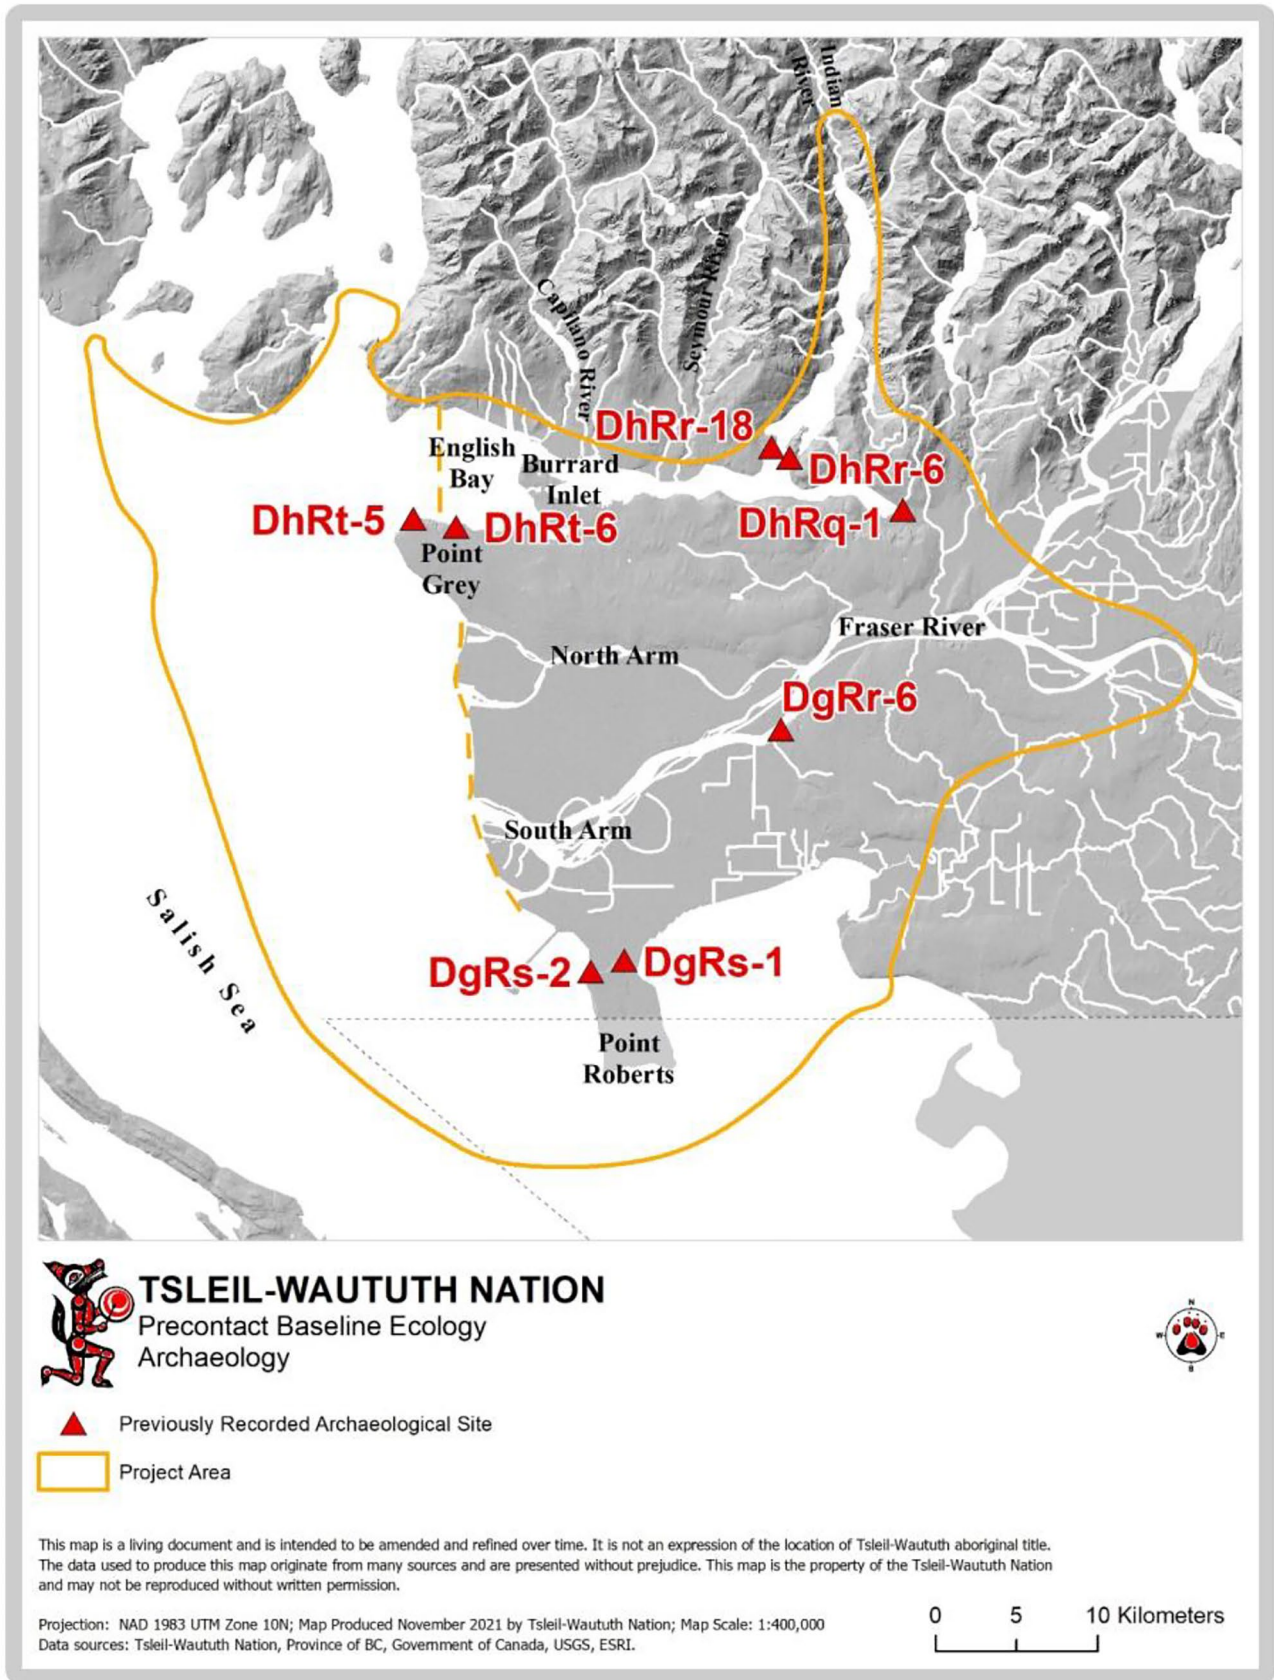 Indian
River
Capilano River
Seymour River
DhRr-18
English
Bay
Burrard
Inlet
DhRr-6
DhRt-5
DhRt-6
DhRq-1
Point
Grey
Fraser River
North Arm
DgRr-6
South Arm
Salish Sea
DgRs-2
DgRs-1
Point
Roberts
TSLEIL-WAUTUTH NATION
Precontact Baseline Ecology
Archaeology
N
W
E
S
Previously Recorded Archaeological Site
Project Area
This map is a living document and is intended to be amended and refined over time. It is not an expression of the location of Tsleil-Waututh aboriginal title.
The data used to produce this map originate from many sources and are presented without prejudice. This map is the property of the Tsleil-Waututh Nation
and may not be reproduced without written permission.
Projection: NAD 1983 UTM Zone 10N; Map Produced November 2021 by Tsleil-Waututh Nation; Map Scale: 1:400,000
Data sources: Tsleil-Waututh Nation, Province of BC, Government of Canada, USGS, ESRI.
0 5 10 Kilometers